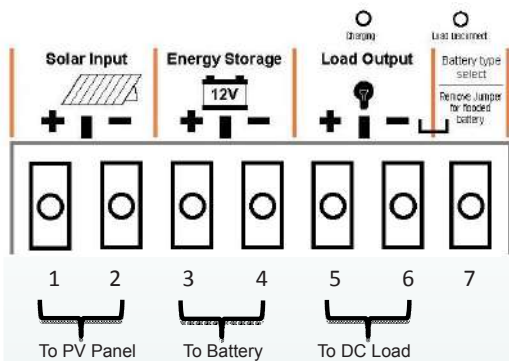 Charging
Load Disconnect
Solar Input
Energy Storage
Load Output
Battery type
select
12V
Remove Jumper
for flooded
battery
+ -
+ -
+ -
1 2 3 4 5 6 7
To PV Panel
To Battery
To DC Load